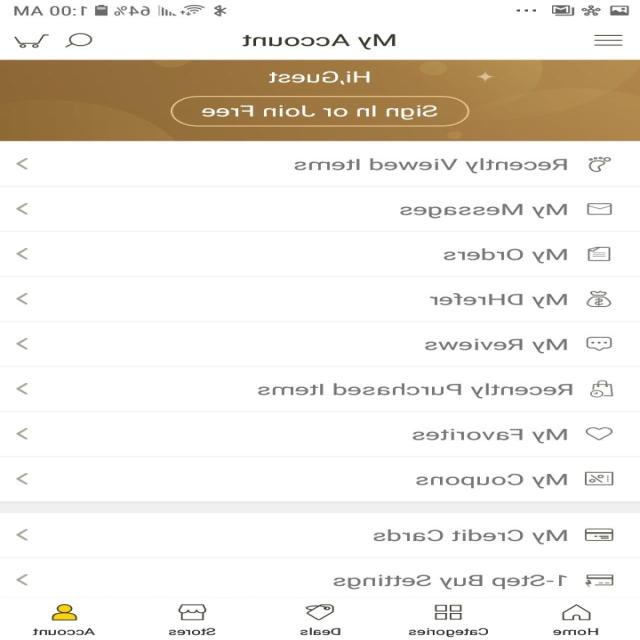 64% 1:00 AM
My Account
Hi,Guest
Sign In or Join Free
Recently Viewed Items
My Messages
My Orders
My DHrefer
My Reviews
Recently Purchased Items
My Favorites
My Coupons
My Credit Cards
1-Step Buy Settings
Home Categories Deals Stores Account